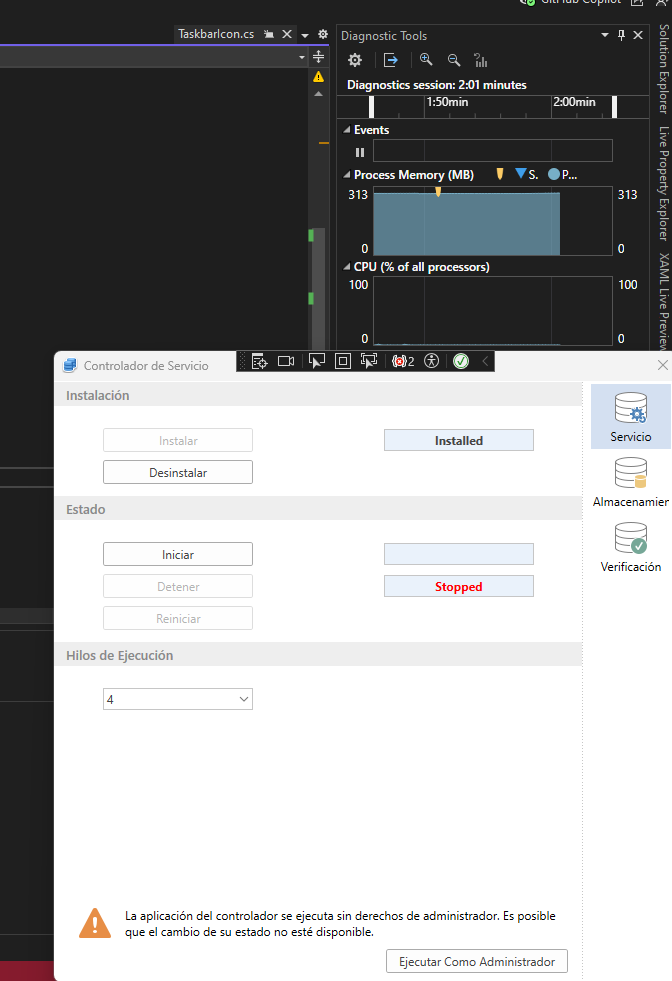 GitHub Copilot
TaskbarIcon.cs
Diagnostic Tools
Diagnostics session: 2:01 minutes
1:50min
2:00min
Events
Process Memory (MB)
S.
P...
313
313
0
0
CPU (% of all processors)
100
100
0
0
Solution Explorer
Live Property Explorer
XAML Live Preview
Controlador de Servicio
2
Instalación
Instalar
Installed
Desinstalar
Estado
Iniciar
Detener
Stopped
Reiniciar
Hilos de Ejecución
4
Servicio
Almacenamien
Verificación
La aplicación del controlador se ejecuta sin derechos de administrador. Es posible
que el cambio de su estado no esté disponible.
Ejecutar Como Administrador